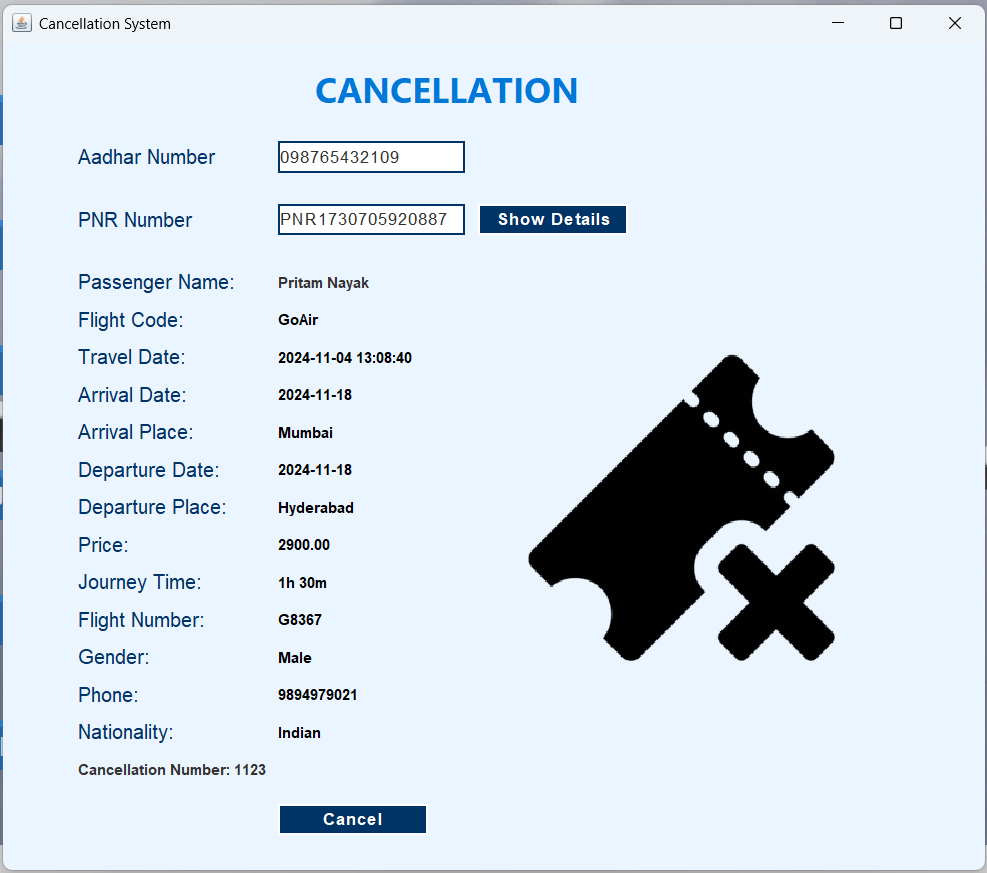 Cancellation System
CANCELLATION
Aadhar Number 098765432109
PNR Number PNR1730705920887 Show Details
Passenger Name: Pritam Nayak
Flight Code: GoAir
Travel Date: 2024-11-04 13:08:40
Arrival Date: 2024-11-18
Arrival Place: Mumbai
Departure Date: 2024-11-18
Departure Place: Hyderabad
Price: 2900.00
Journey Time: 1h 30m
Flight Number: G8367
Gender: Male
Phone: 9894979021
Nationality: Indian
Cancellation Number: 1123
Cancel